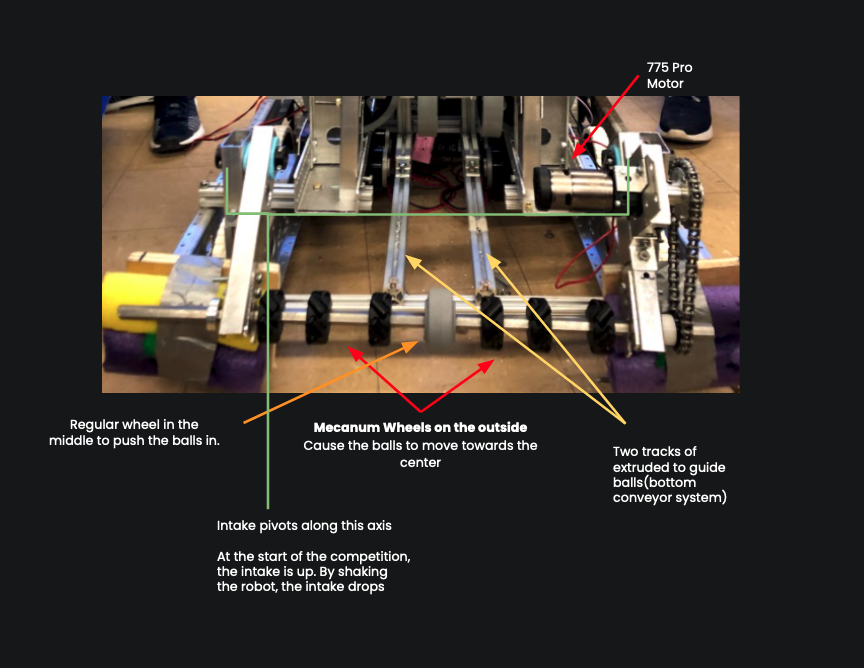 775 Pro
Motor
Regular wheel in the
middle to push the balls in.
Mecanum Wheels on the outside
Cause the balls to move towards the
center
Two tracks of
extruded to guide
balls(bottom
conveyor system)
Intake pivots along this axis
At the start of the competition,
the intake is up. By shaking
the robot, the intake drops